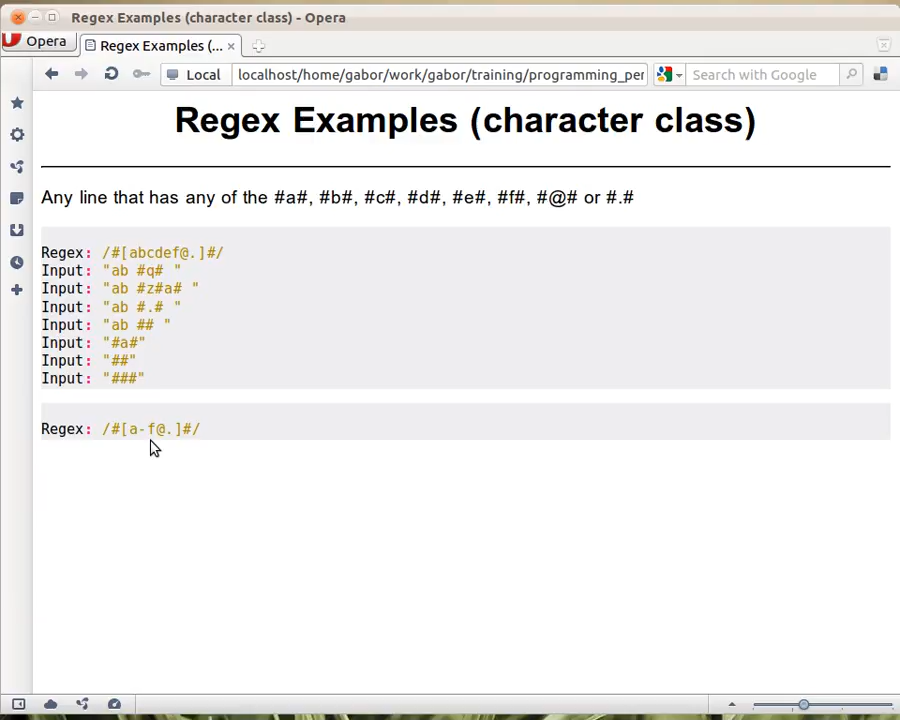 Regex Examples (character class) - Opera
Opera
Regex Examples (...
Local
localhost/home/gabor/work/gabor/training/programming_per
Search with Google
Regex Examples (character class)
Any line that has any of the #a#, #b#, #c#, #d#, #e#, #f#, #@# or #.#
Regex: /#[abcdef@.]#/
Input: "ab #q# "
Input: "ab #z#a# "
Input: "ab #.# "
Input: "ab ## "
Input: "#a#"
Input: "##"
Input: "###"
Regex: /#[a-f@.]#/